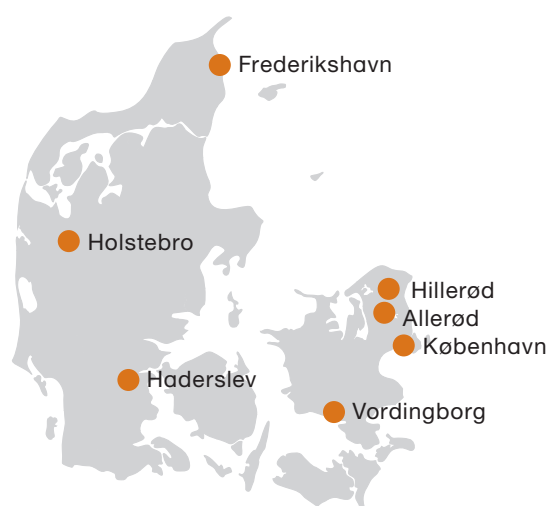 Frederikshavn
Holstebro
Hillerød
Allerød
København
Haderslev
Vordingborg